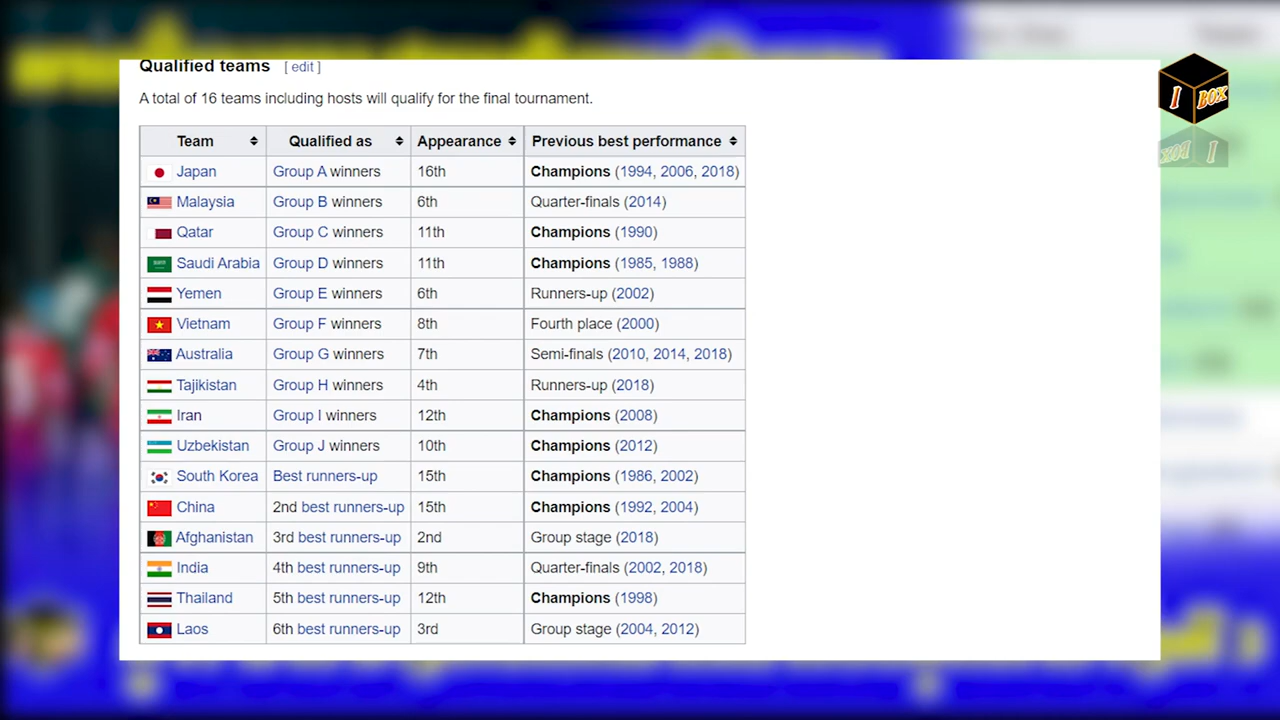 Qualified teams [ edit ]
A total of 16 teams including hosts will qualify for the final tournament.
Team Qualified as Appearance Previous best performance
Japan Group A winners 16th Champions (1994, 2006, 2018)
Malaysia Group B winners 6th Quarter-finals (2014)
Qatar Group C winners 11th Champions (1990)
Saudi Arabia Group D winners 11th Champions (1985, 1988)
Yemen Group E winners 6th Runners-up (2002)
Vietnam Group F winners 8th Fourth place (2000)
Australia Group G winners 7th Semi-finals (2010, 2014, 2018)
Tajikistan Group H winners 4th Runners-up (2018)
Iran Group I winners 12th Champions (2008)
Uzbekistan Group J winners 10th Champions (2012)
South Korea Best runners-up 15th Champions (1986, 2002)
China 2nd best runners-up 15th Champions (1992, 2004)
Afghanistan 3rd best runners-up 2nd Group stage (2018)
India 4th best runners-up 9th Quarter-finals (2002, 2018)
Thailand 5th best runners-up 12th Champions (1998)
Laos 6th best runners-up 3rd Group stage (2004, 2012)
I BOX